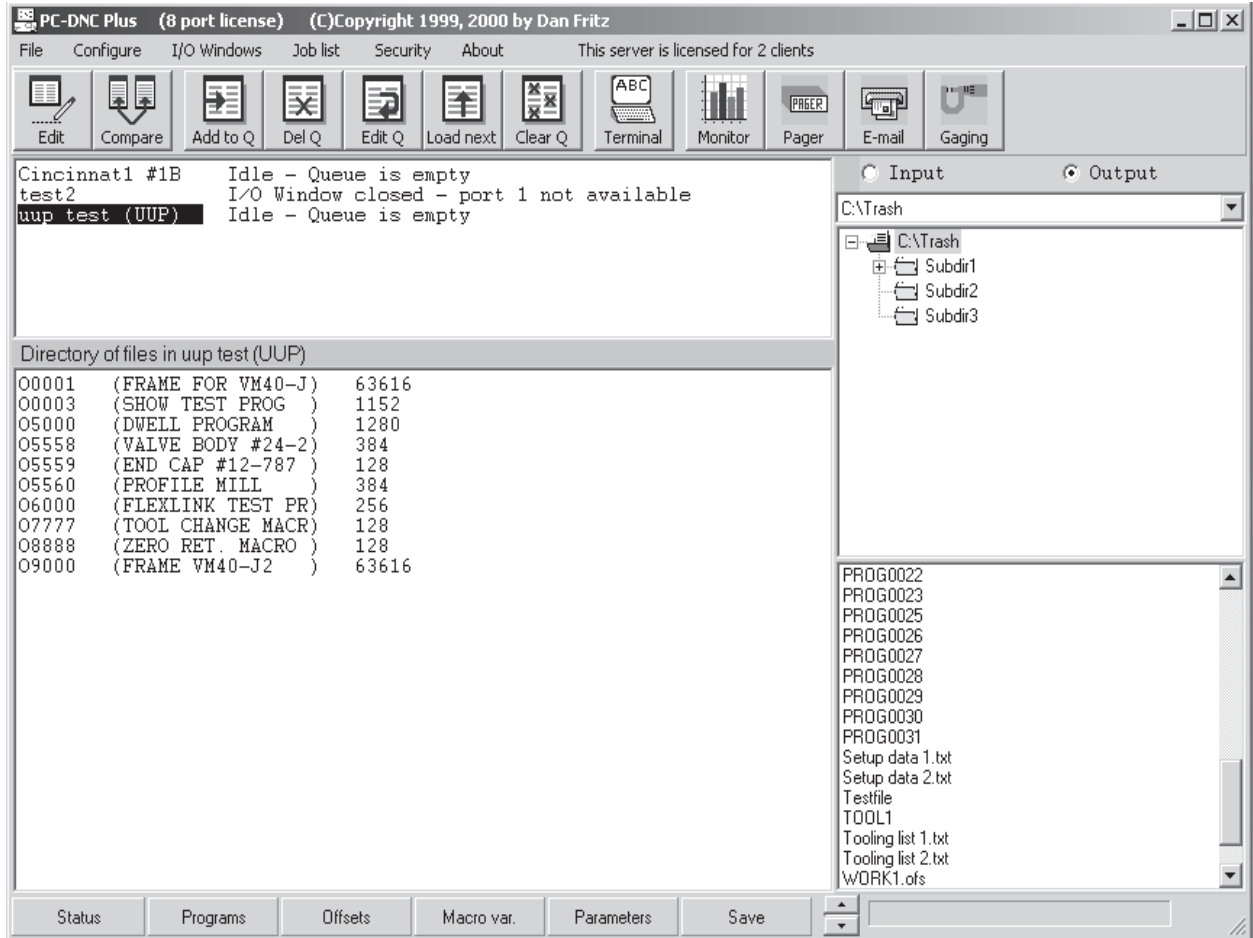 PC-DNC Plus (8 port license) (C)Copyright 1999, 2000 by Dan Fritz
File Configure I/O Windows Job list Security About This server is licensed for 2 clients
ABC
PAGER
Edit Compare Add to Q Del Q Edit Q Load next Clear Q Terminal Monitor Pager E-mail Gaging
Cincinnat1 #1B Idle - Queue is empty
test2 I/O Window closed - port 1 not available
uup test (UUP) Idle - Queue is empty
Directory of files in uup test (UUP)
O0001 (FRAME FOR VM40-J) 63616
O0003 (SHOW TEST PROG ) 1152
O5000 (DWELL PROGRAM ) 1280
O5558 (VALVE BODY #24-2) 384
O5559 (END CAP #12-787 ) 128
O5560 (PROFILE MILL ) 384
O6000 (FLEXLINK TEST PR) 256
O7777 (TOOL CHANGE MACR) 128
O8888 (ZERO RET. MACRO ) 128
O9000 (FRAME VM40-J2 ) 63616
Input Output
C:\Trash
C:\Trash
Subdir1
Subdir2
Subdir3
PROG0022
PROG0023
PROG0025
PROG0026
PROG0027
PROG0028
PROG0029
PROG0030
PROG0031
Setup data 1.txt
Setup data 2.txt
Testfile
TOOL1
Tooling list 1.txt
Tooling list 2.txt
WORK1.ofs
Status Programs Offsets Macro var. Parameters Save